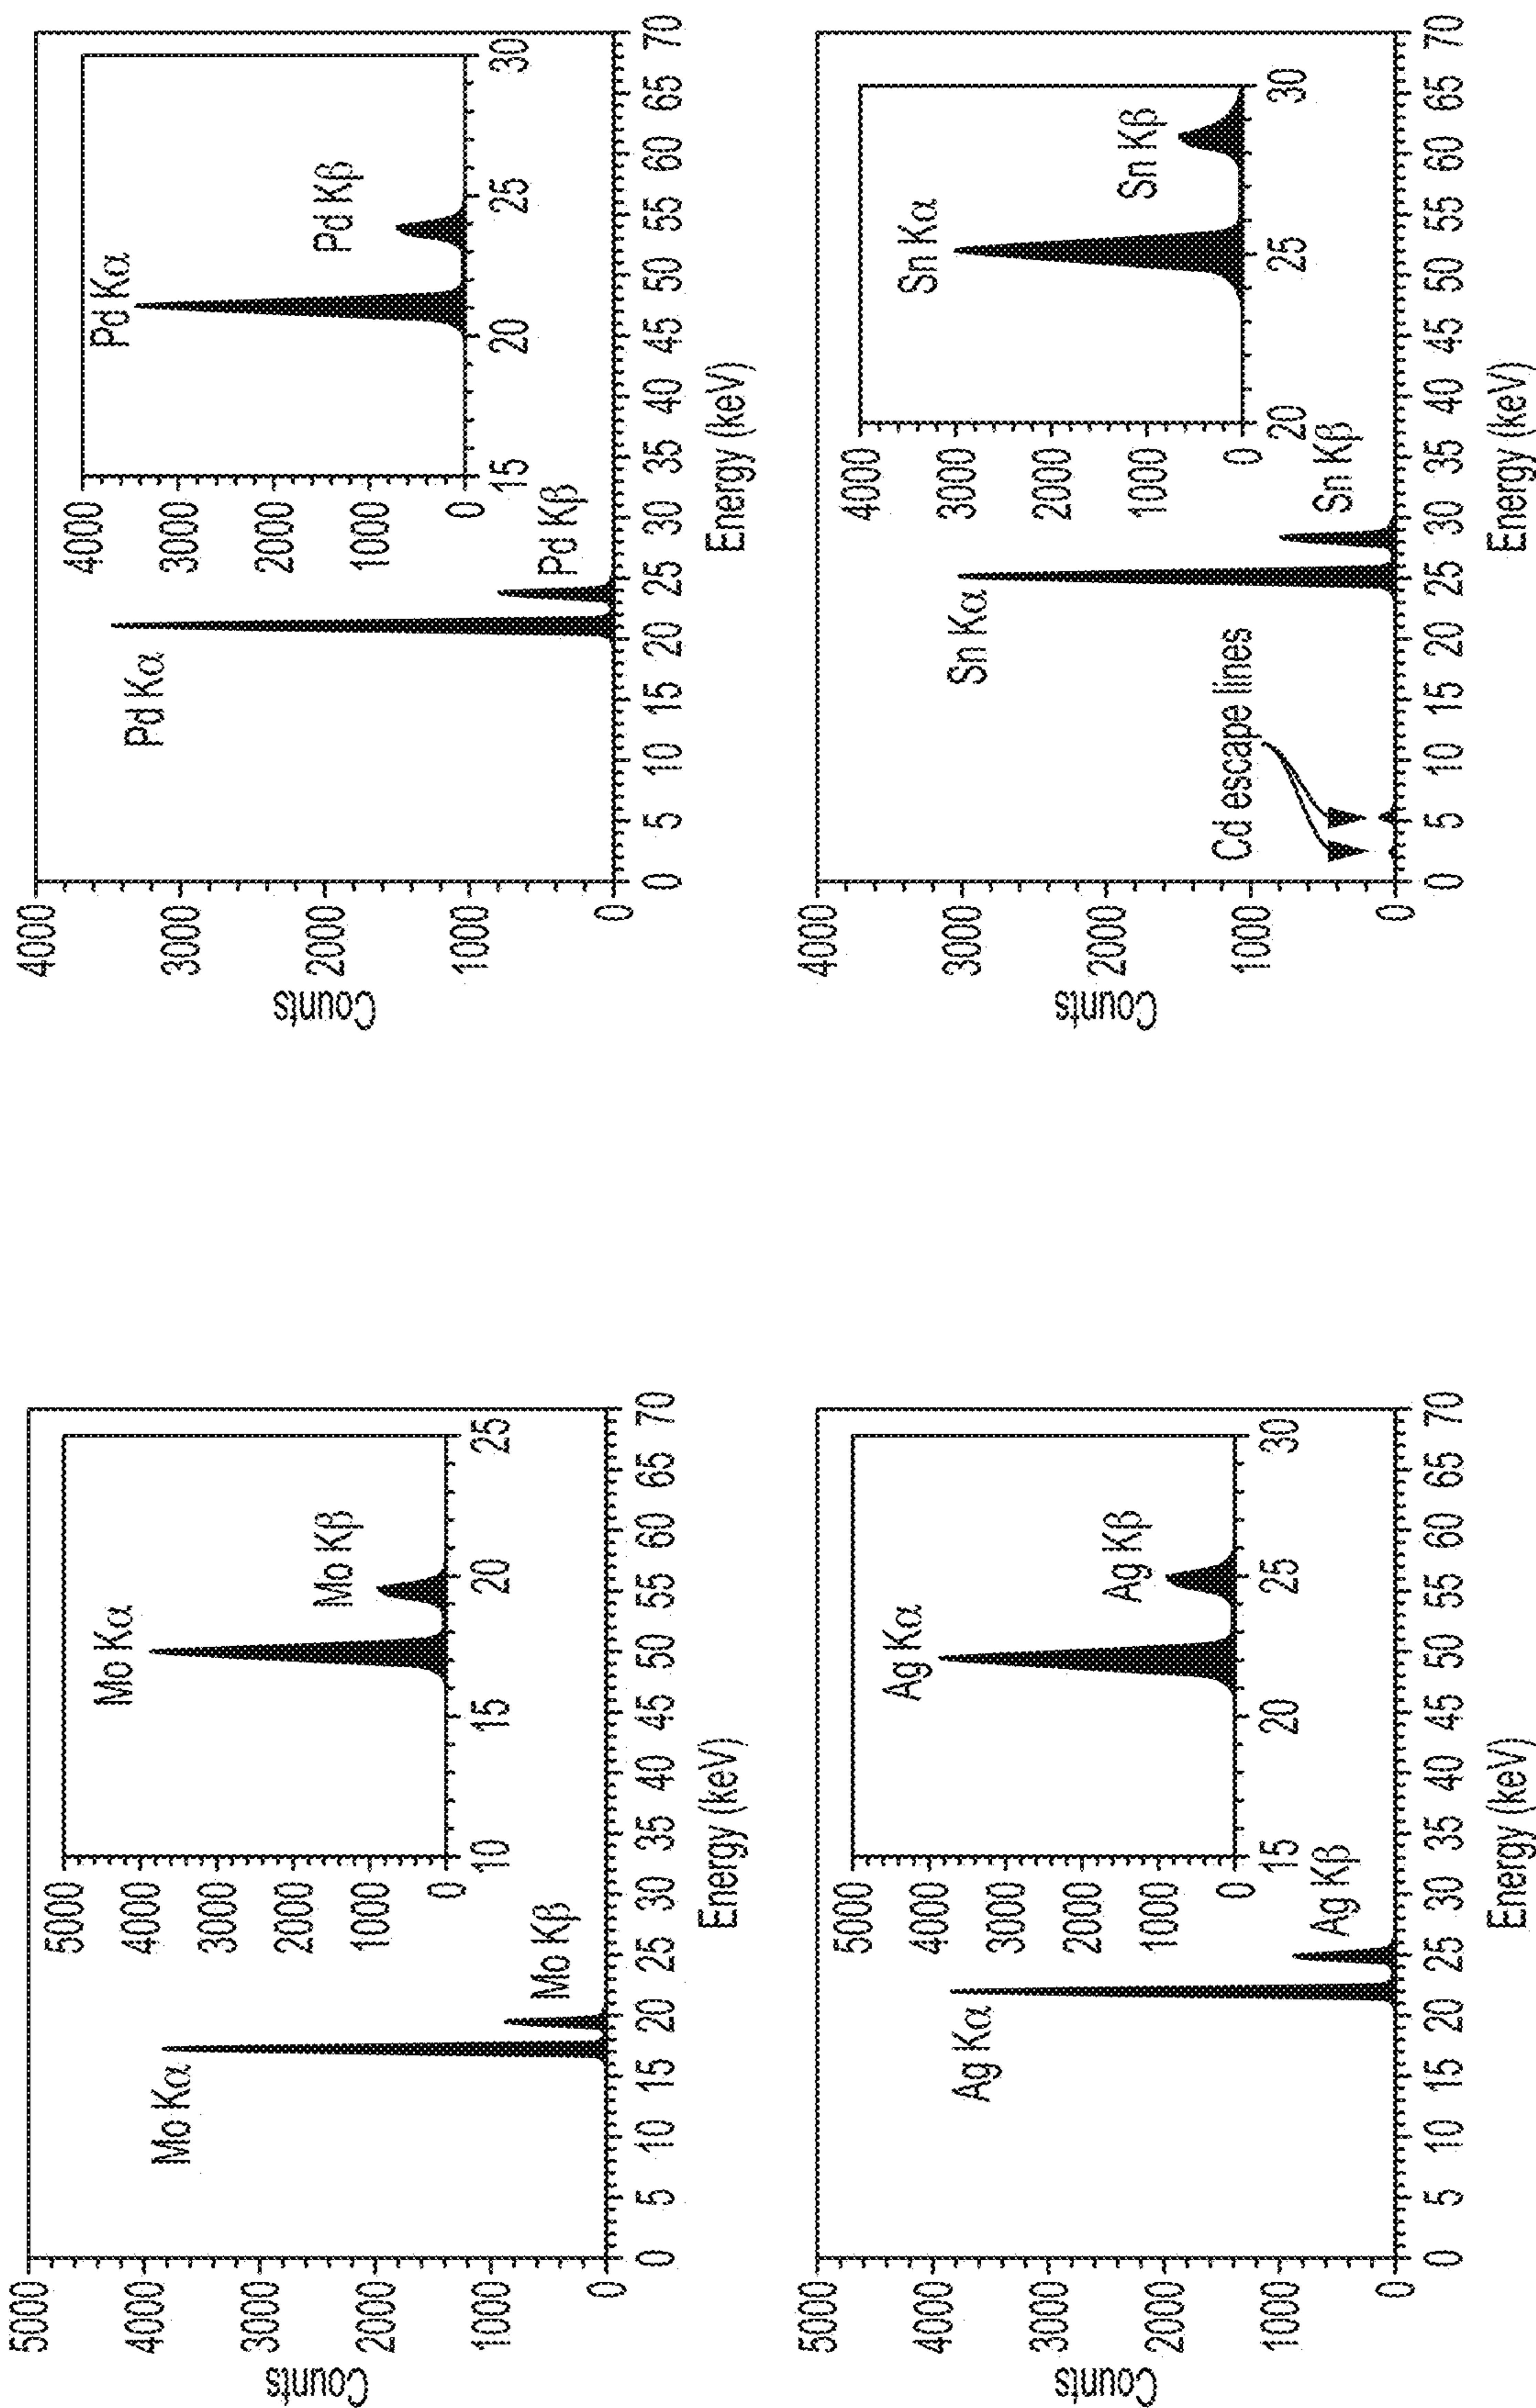 Counts
5000
4000
3000
2000
1000
0
Mo Kα
Mo Kβ
5000
4000
3000
2000
1000
0
Mo Kα
Mo Kβ
10 15 20 25
0 5 10 15 20 25 30 35 40 45 50 55 60 65 70
Energy (keV)
Counts
4000
3000
2000
1000
0
Pd Kα
Pd Kβ
4000
3000
2000
1000
0
Pd Kα
Pd Kβ
15 20 25 30
0 5 10 15 20 25 30 35 40 45 50 55 60 65 70
Energy (keV)
Counts
5000
4000
3000
2000
1000
0
Ag Kα
Ag Kβ
5000
4000
3000
2000
1000
0
Ag Kα
Ag Kβ
15 20 25 30
0 5 10 15 20 25 30 35 40 45 50 55 60 65 70
Energy (keV)
Counts
4000
3000
2000
1000
0
Cd escape lines
Sn Kα
Sn Kβ
4000
3000
2000
1000
0
Sn Kα
Sn Kβ
20 25 30
0 5 10 15 20 25 30 35 40 45 50 55 60 65 70
Energy (keV)